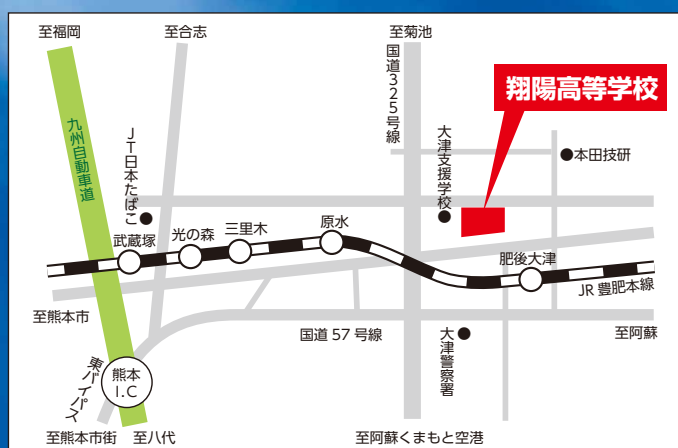 至福岡
至合志
至菊池
国道325号線
翔陽高等学校
九州自動車道
JT日本たばこ
大津支援学校
本田技研
武蔵塚
光の森
三里木
原水
肥後大津
JR豊肥本線
至熊本市
国道57号線
大津警察署
至阿蘇
東バイパス
熊本
I.C
至熊本市街
至八代
至阿蘇くまもと空港